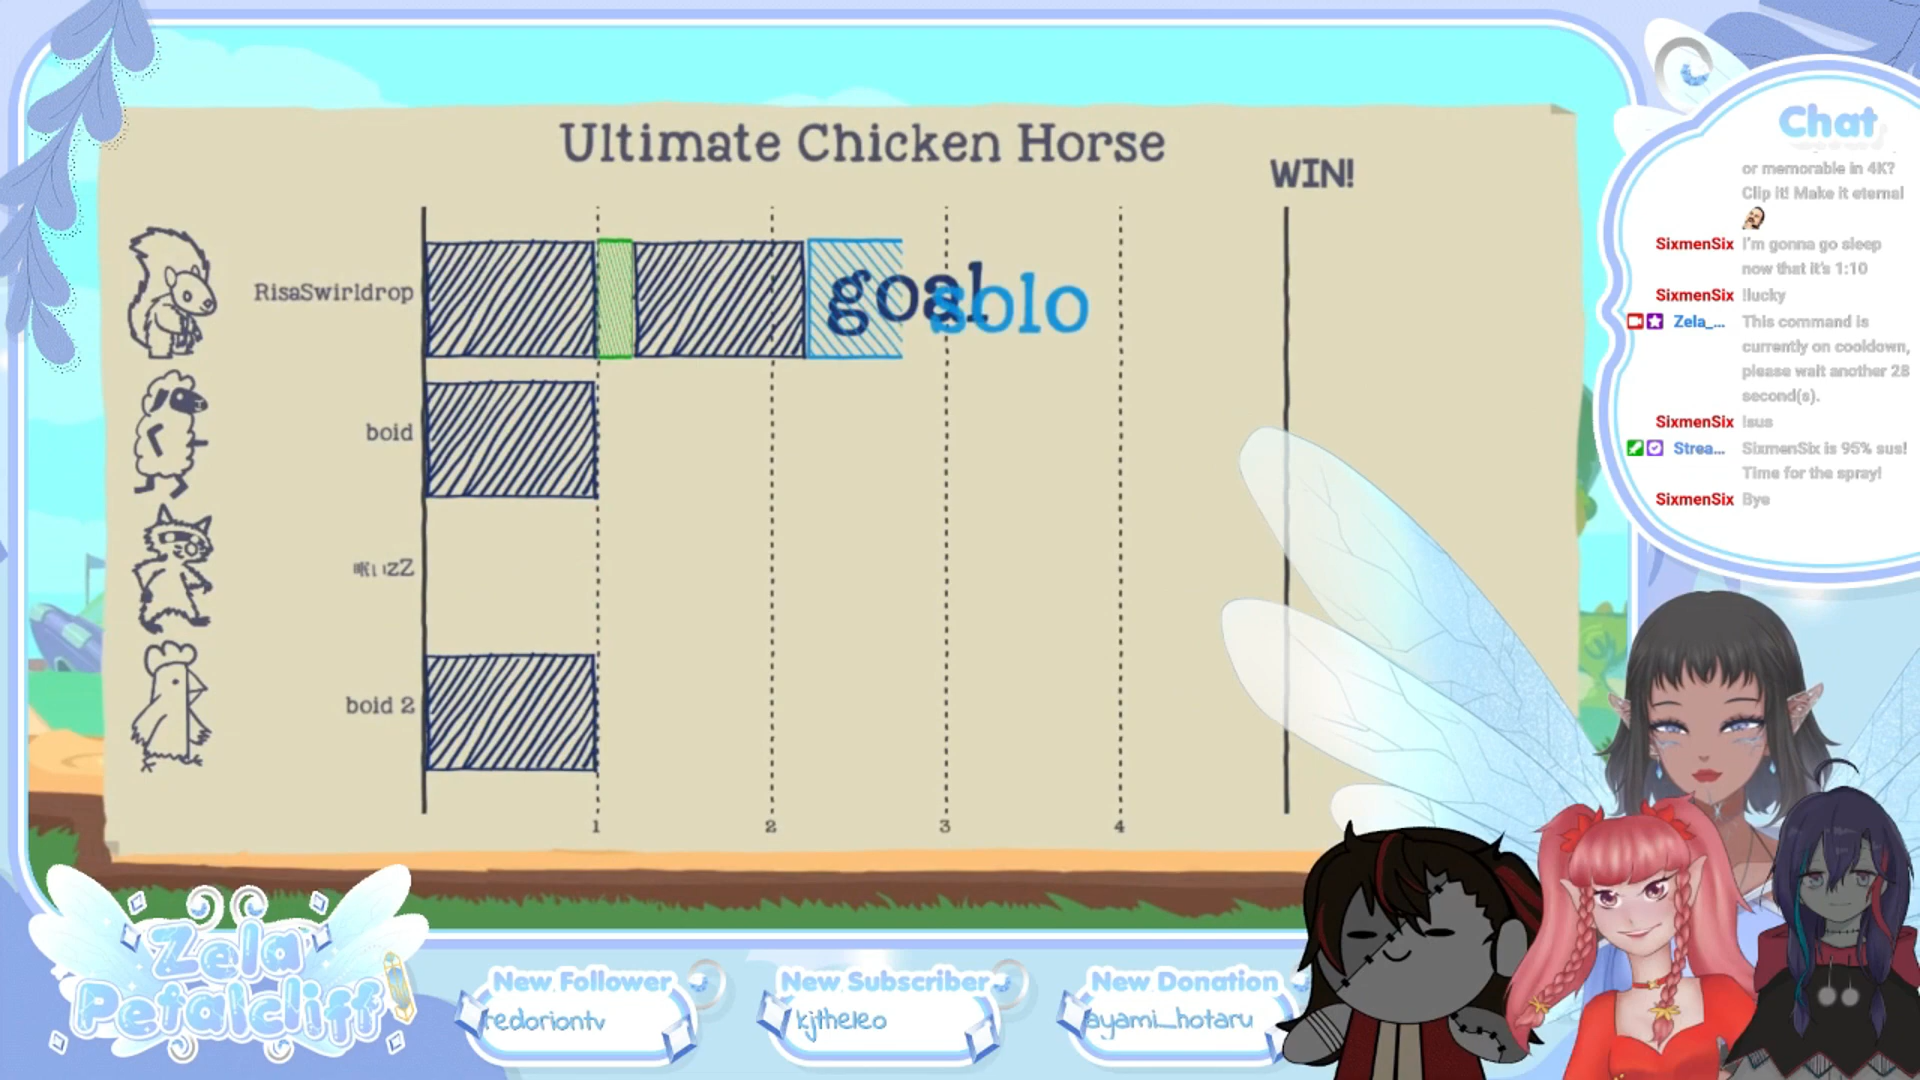 Ultimate Chicken Horse
WIN!
RisaSwirldrop
goal
solo
boid
boid 2
1
2
3
4
Chat
or memorable in 4K?
Clip it! Make it eternal
SixmenSix I'm gonna go sleep
now that it's 1:10
SixmenSix !lucky
Zela_... This command is
currently on cooldown,
please wait another 28
second(s).
SixmenSix !sus
Strea... SixmenSix is 95% sus!
Time for the spray!
SixmenSix Bye
Zela
Petalcliff
New Follower
redoriontv
New Subscriber
kjtheleo
New Donation
ayami_hotaru